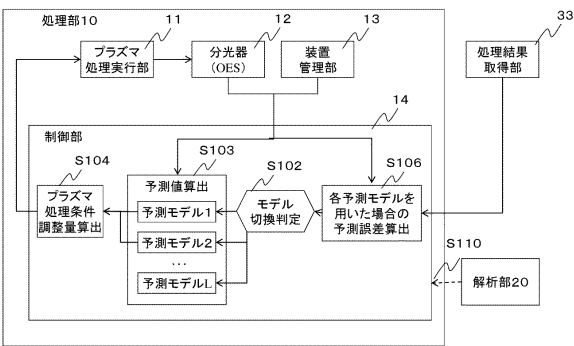 処理部10
11
プラズマ
処理実行部
12
分光器
(OES)
13
装置
管理部
33
処理結果
取得部
14
制御部
S104
プラズマ
処理条件
調整量算出
S103
予測値算出
予測モデル1
予測モデル2
…
予測モデルL
S102
モデル
切換判定
S106
各予測モデルを
用いた場合の
予測誤差算出
S110
解析部20